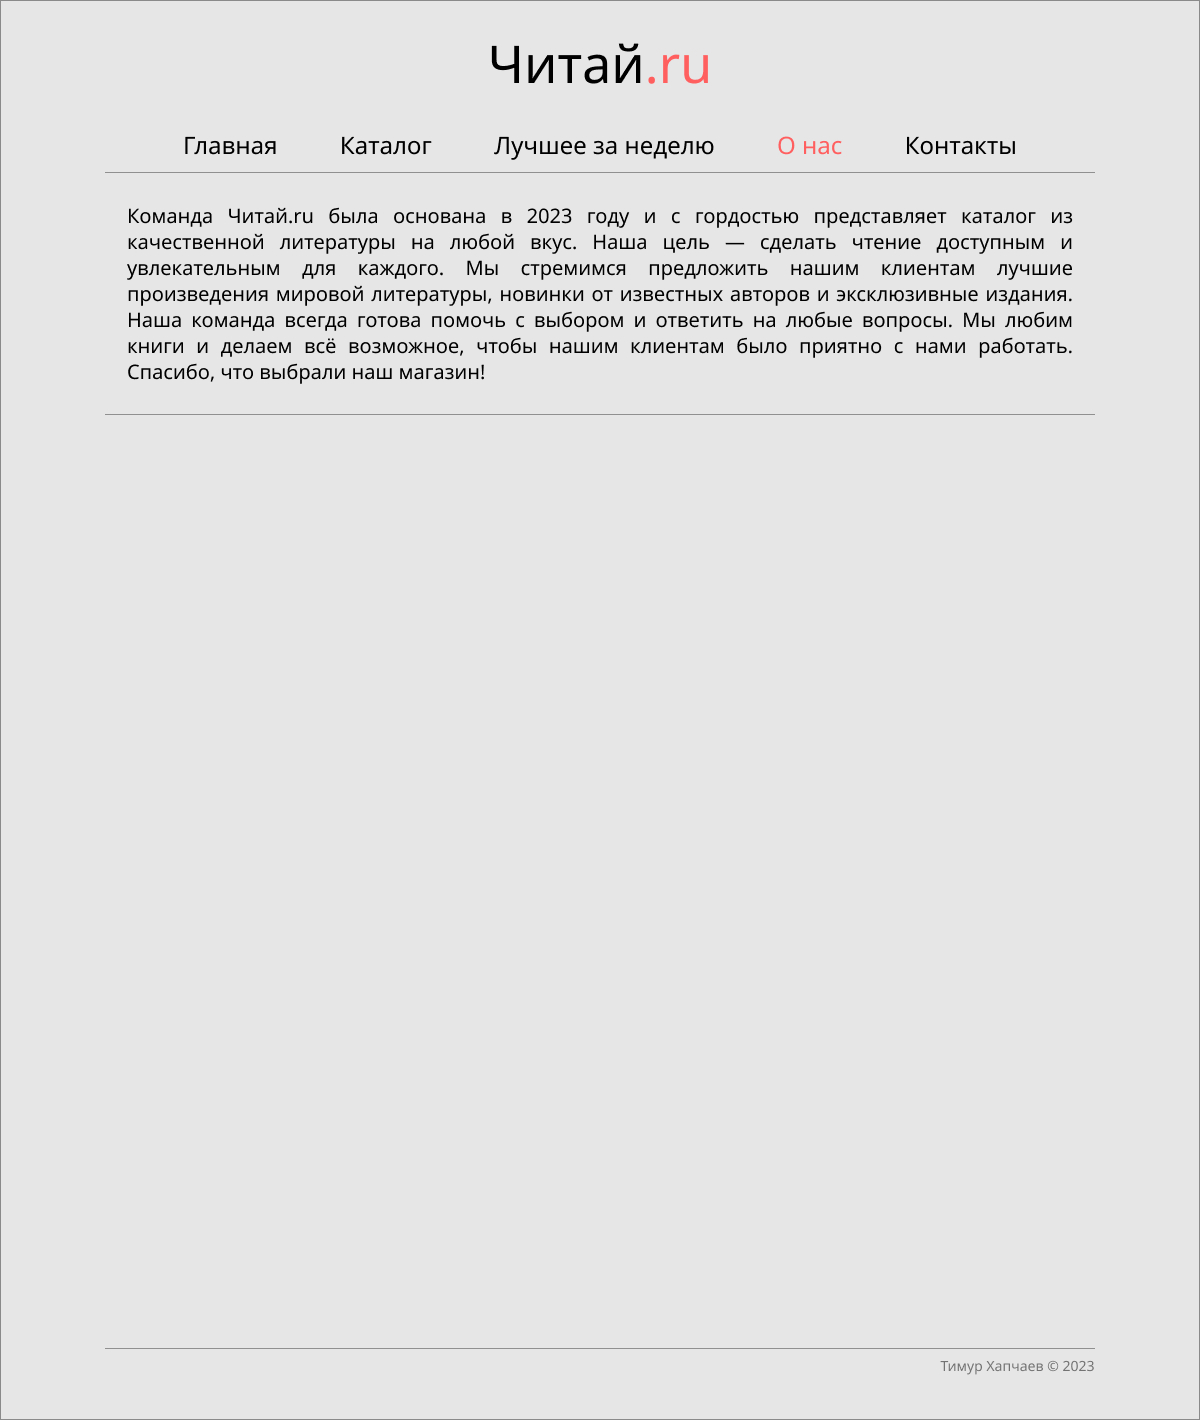 Читай.ru
Главная Каталог Лучшее за неделю О нас Контакты
Команда Читай.ru была основана в 2023 году и с гордостью представляет каталог из
качественной литературы на любой вкус. Наша цель — сделать чтение доступным и
увлекательным для каждого. Мы стремимся предложить нашим клиентам лучшие
произведения мировой литературы, новинки от известных авторов и эксклюзивные издания.
Наша команда всегда готова помочь с выбором и ответить на любые вопросы. Мы любим
книги и делаем всё возможное, чтобы нашим клиентам было приятно с нами работать.
Спасибо, что выбрали наш магазин!
Тимур Хапчаев © 2023